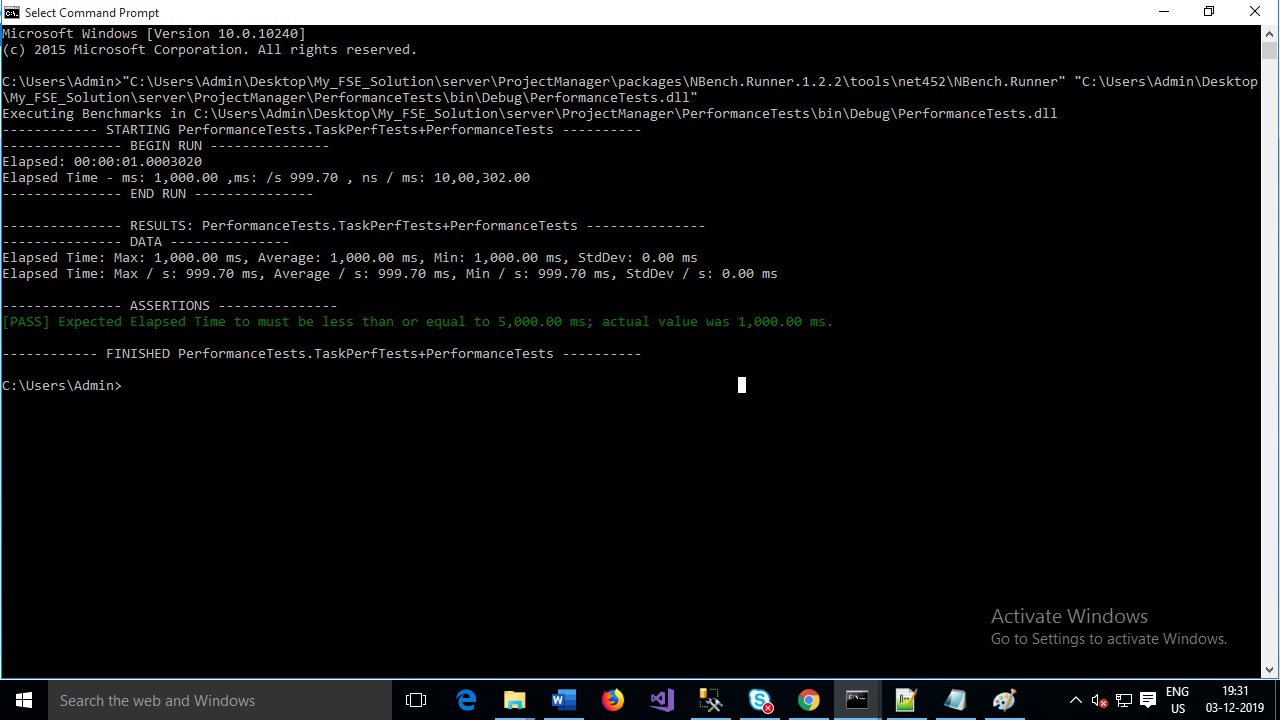 Select Command Prompt
Microsoft Windows [Version 10.0.10240]
(c) 2015 Microsoft Corporation. All rights reserved.
C:\Users\Admin>"C:\Users\Admin\Desktop\My_FSE_Solution\server\ProjectManager\packages\NBench.Runner.1.2.2\tools\net452\NBench.Runner" "C:\Users\Admin\Desktop
\My_FSE_Solution\server\ProjectManager\PerformanceTests\bin\Debug\PerformanceTests.dll"
Executing Benchmarks in C:\Users\Admin\Desktop\My_FSE_Solution\server\ProjectManager\PerformanceTests\bin\Debug\PerformanceTests.dll
------------ STARTING PerformanceTests.TaskPerfTests+PerformanceTests ----------
--------------- BEGIN RUN ---------------
Elapsed: 00:00:01.0003020
Elapsed Time - ms: 1,000.00 ,ms: /s 999.70 , ns / ms: 10,00,302.00
--------------- END RUN ---------------
--------------- RESULTS: PerformanceTests.TaskPerfTests+PerformanceTests ---------------
--------------- DATA ---------------
Elapsed Time: Max: 1,000.00 ms, Average: 1,000.00 ms, Min: 1,000.00 ms, StdDev: 0.00 ms
Elapsed Time: Max / s: 999.70 ms, Average / s: 999.70 ms, Min / s: 999.70 ms, StdDev / s: 0.00 ms
--------------- ASSERTIONS ---------------
[PASS] Expected Elapsed Time to must be less than or equal to 5,000.00 ms; actual value was 1,000.00 ms.
------------ FINISHED PerformanceTests.TaskPerfTests+PerformanceTests ----------
C:\Users\Admin>
Activate Windows
Go to Settings to activate Windows.
Search the web and Windows
ENG
US
19:31
03-12-2019